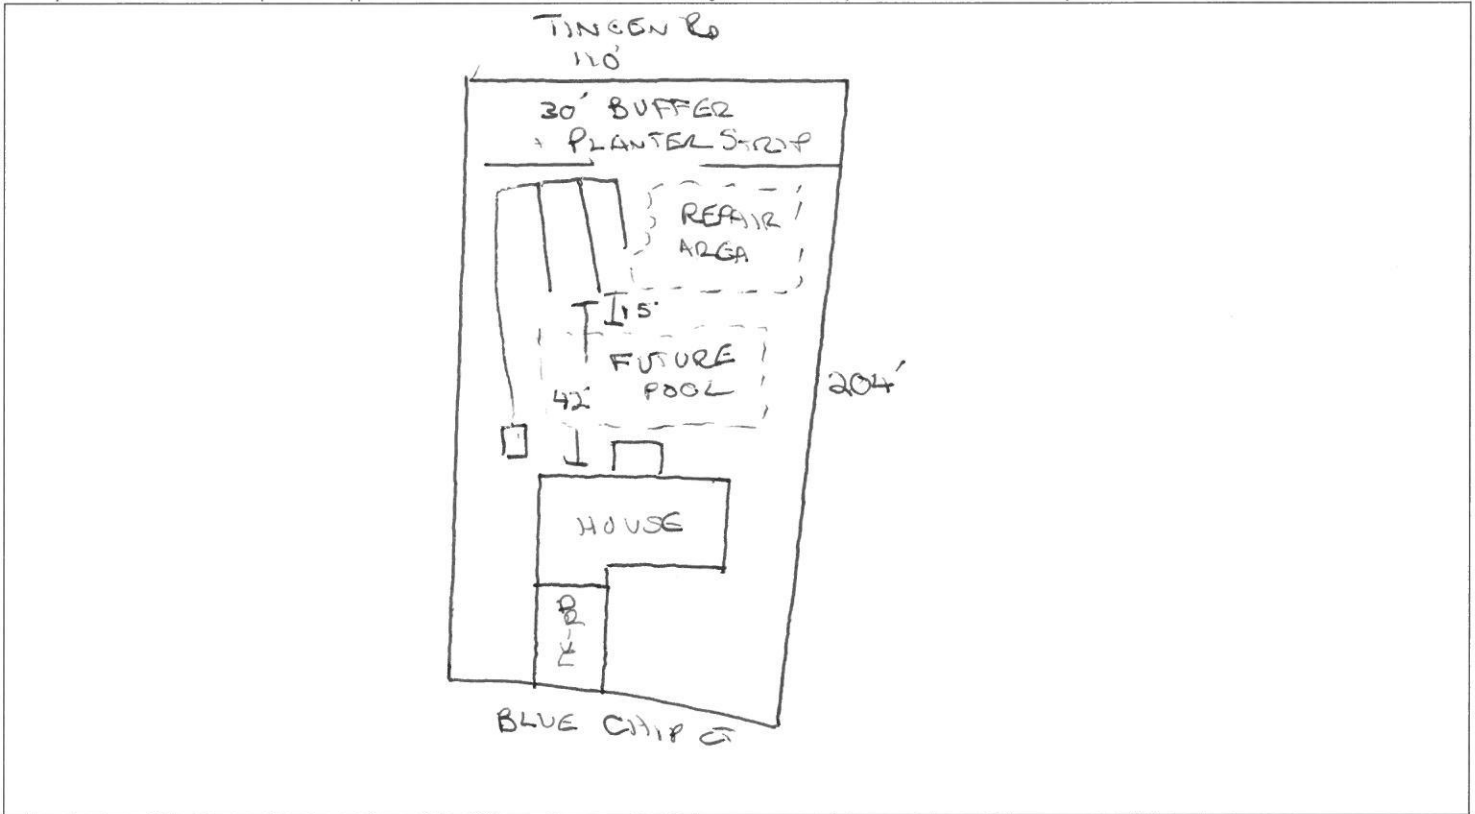 TINGEN RD
110'
30' BUFFER
+ PLANTER STRIP
REPAIR
AREA
15'
FUTURE
POOL
42'
204'
HOUSE
BLUE CHIP CT